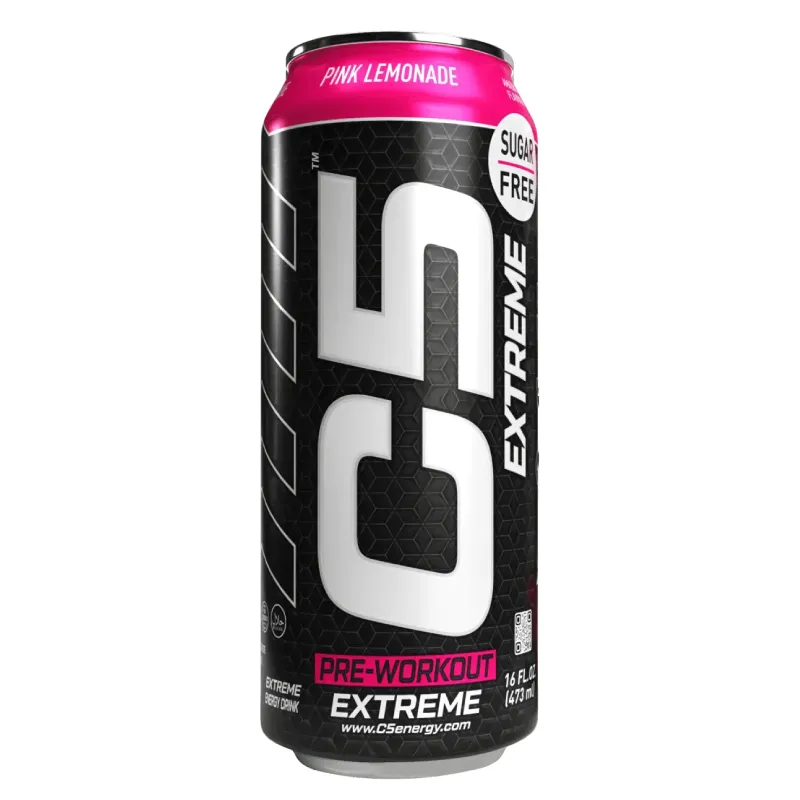 PINK LEMONADE
SUGAR
FREE
™
C5
EXTREME
PRE-WORKOUT
EXTREME
www.C5energy.com
16 FL.OZ
(473 ml)
EXTREME
ENERGY DRINK